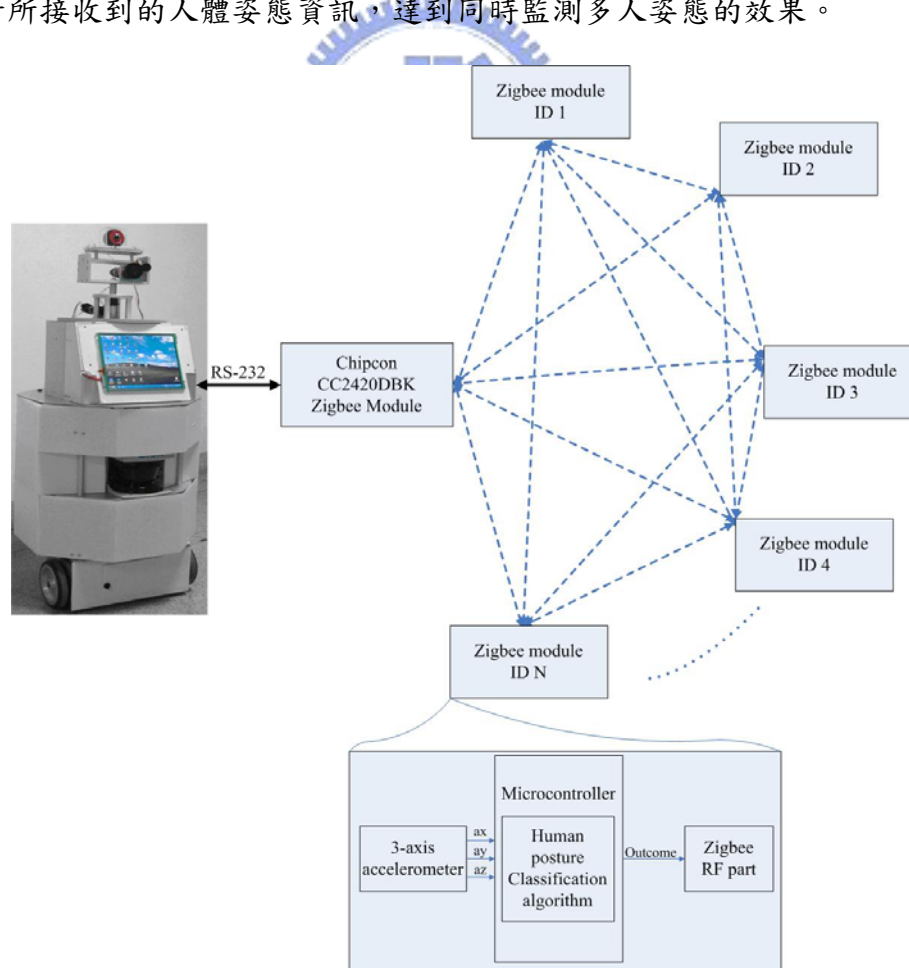 所接收到的人體姿態資訊，達到同時監測多人姿態的效果。
Zigbee module
ID 1
Zigbee module
ID 2
RS-232
Chipcon
CC2420DBK
Zigbee Module
Zigbee module
ID 3
Zigbee module
ID 4
Zigbee module
ID N
Microcontroller
3-axis
accelerometer
ax
ay
az
Human
posture
Classification
algorithm
Outcome
Zigbee
RF part